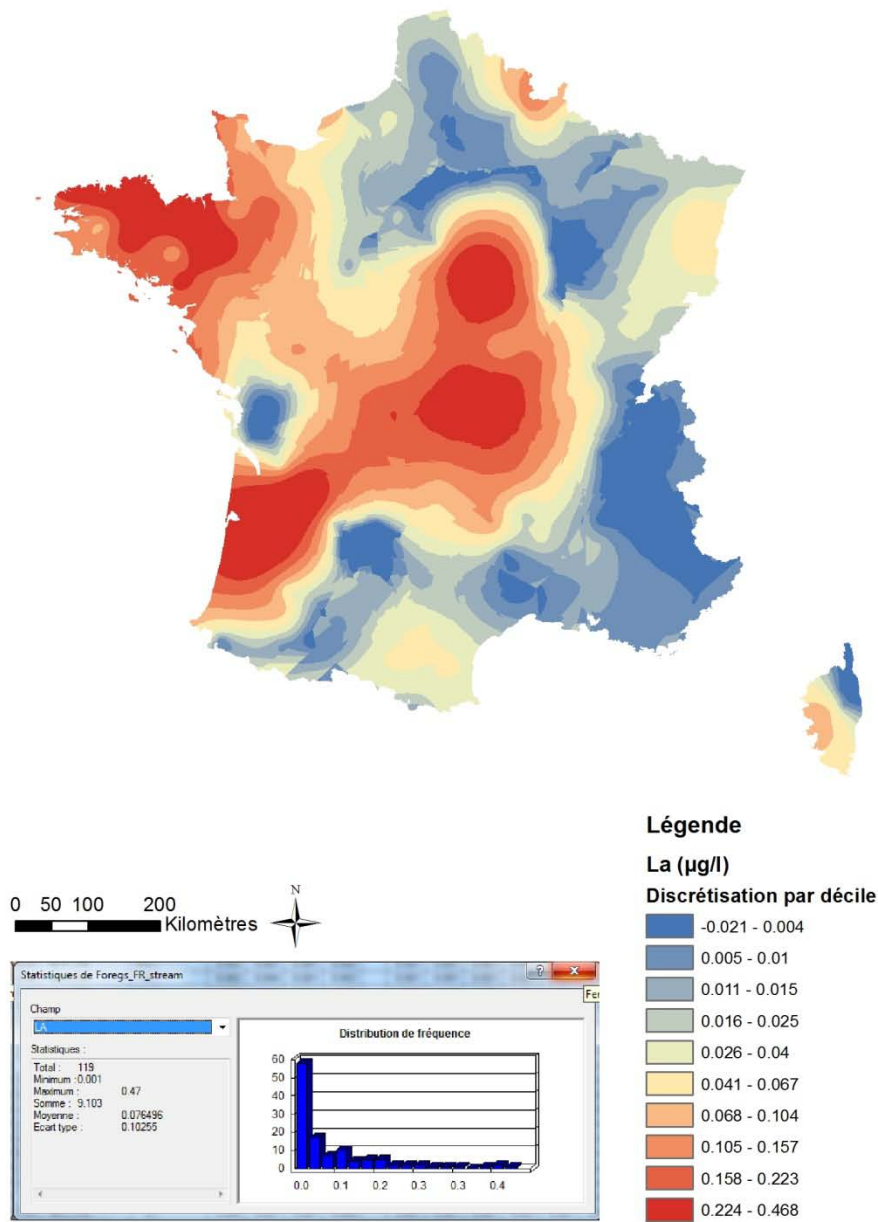 Légende
La (µg/l)
Discrétisation par décile
-0.021 - 0.004
0.005 - 0.01
0.011 - 0.015
0.016 - 0.025
0.026 - 0.04
0.041 - 0.067
0.068 - 0.104
0.105 - 0.157
0.158 - 0.223
0.224 - 0.468
N
0 50 100 200
Kilomètres
Statistiques de Foregs_FR_stream
? X
Fer
Champ
LA
Statistiques :
Total : 119
Minimum : 0.001
Maximum : 0.47
Somme : 9.103
Moyenne : 0.076496
Ecart type : 0.10255
Distribution de fréquence
60
50
40
30
20
10
0
0.0 0.1 0.2 0.3 0.3 0.4